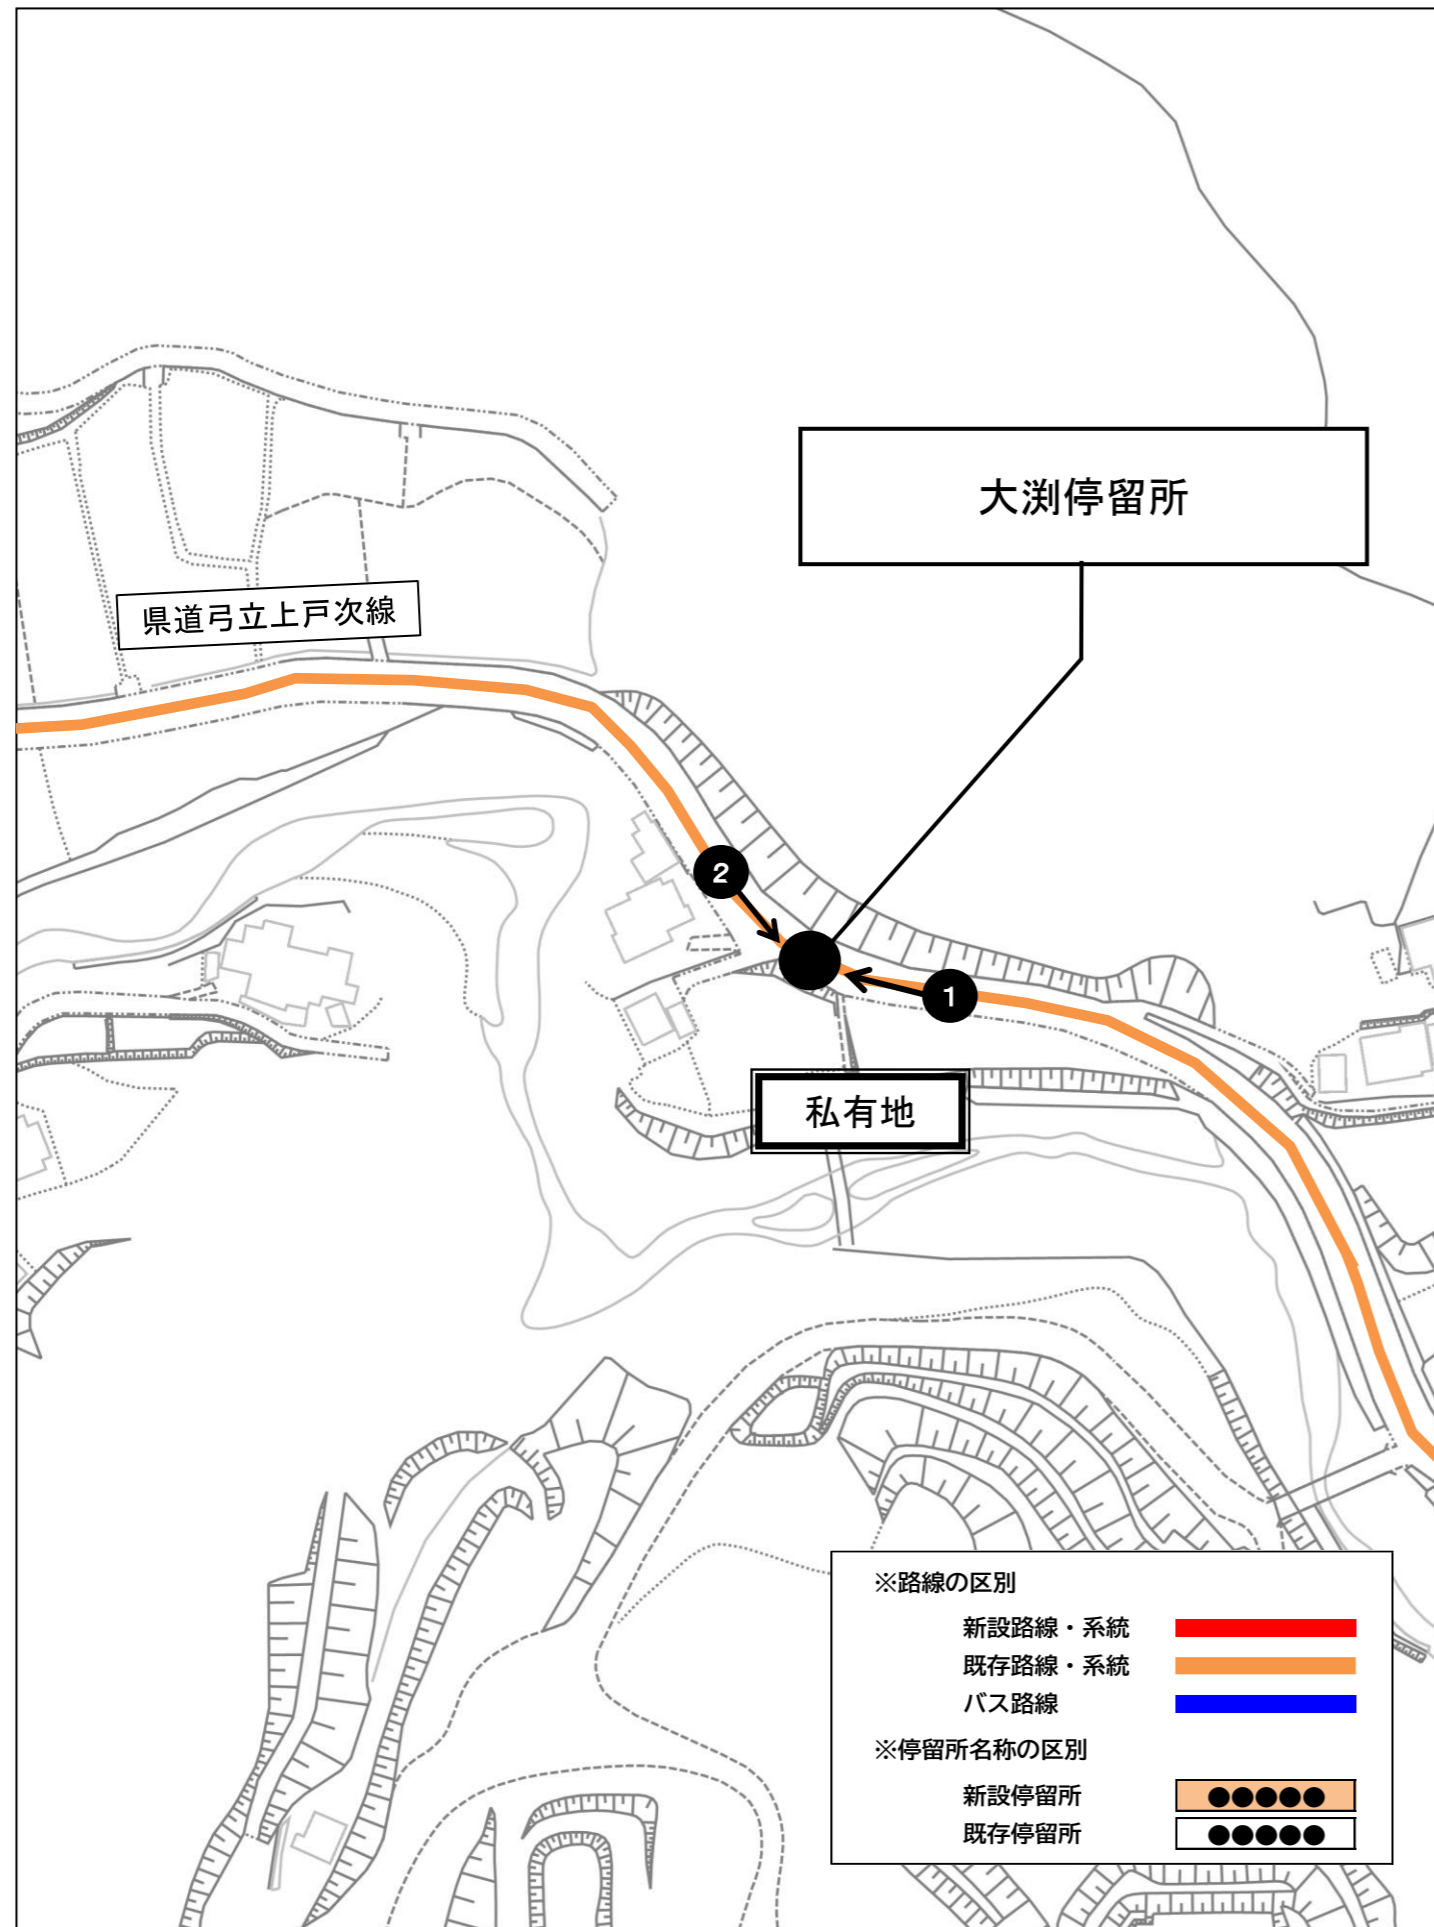 大渕停留所
県道弓立上戸次線
2
1
私有地
※路線の区別
新設路線・系統
既存路線・系統
バス路線
※停留所名称の区別
新設停留所 ●●●●●
既存停留所 ●●●●●